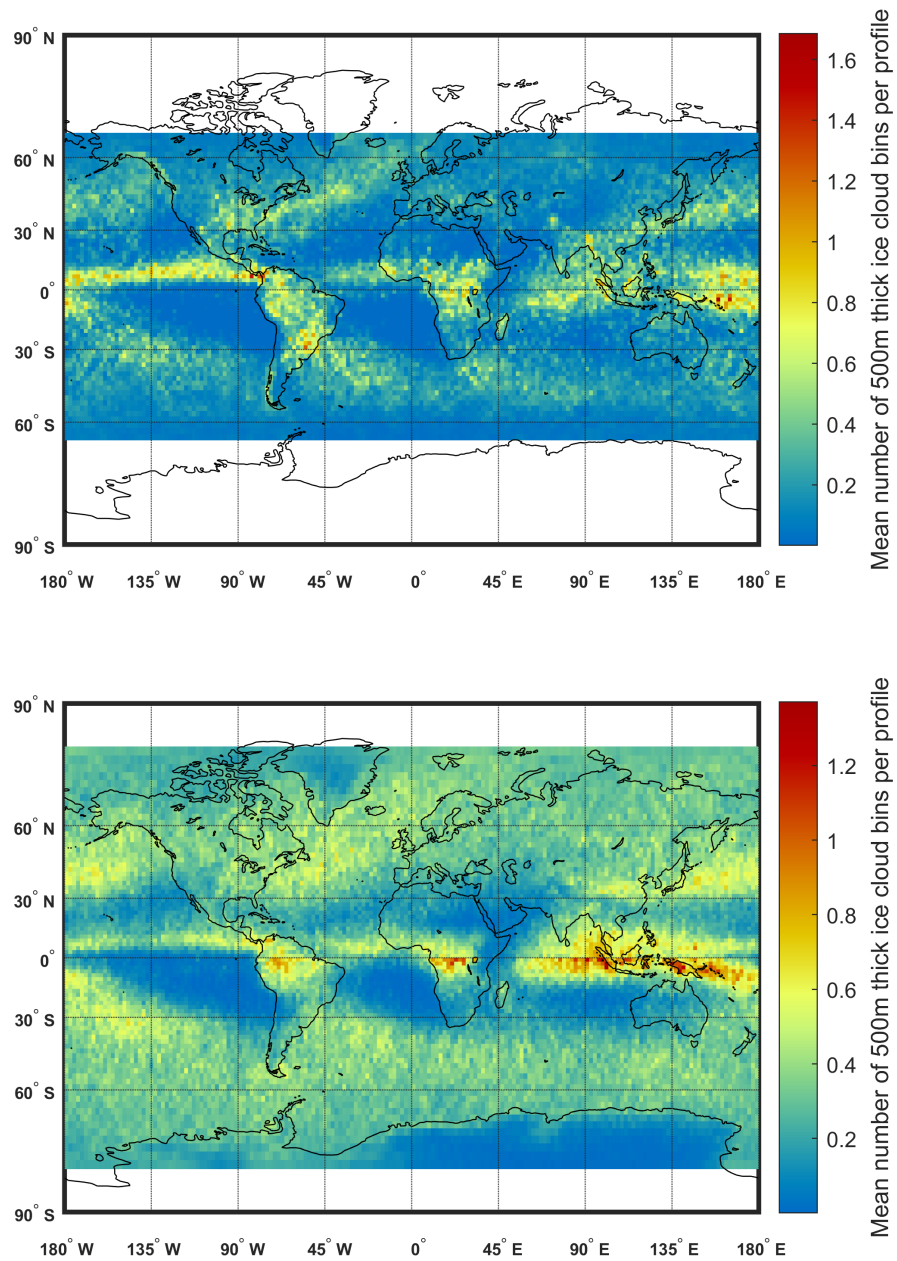 90° N
60° N
30° N
0°
30° S
60° S
90° S
180° W 135° W 90° W 45° W 0° 45° E 90° E 135° E 180° E
1.6
1.4
1.2
1
0.8
0.6
0.4
0.2
Mean number of 500m thick ice cloud bins per profile
90° N
60° N
30° N
0°
30° S
60° S
90° S
180° W 135° W 90° W 45° W 0° 45° E 90° E 135° E 180° E
1.2
1
0.8
0.6
0.4
0.2
Mean number of 500m thick ice cloud bins per profile